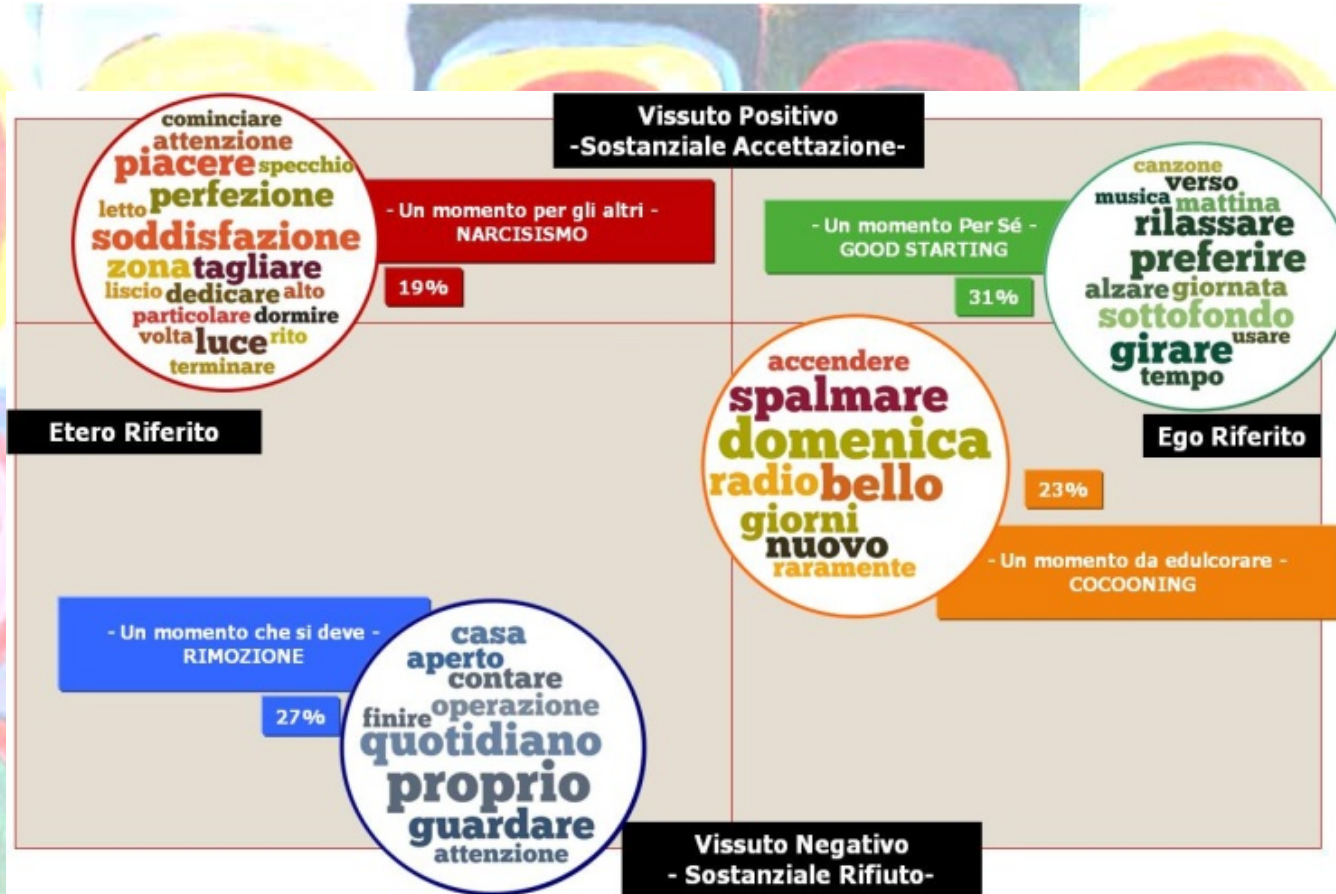 Vissuto Positivo
-Sostanziale Accettazione-
cominciare
attenzione
piacere specchio
perfezione
letto
soddisfazione
zona tagliare
liscio dedicare alto
particolare dormire
volta luce rito
terminare
- Un momento per gli altri -
NARCISISMO
19%
- Un momento Per Sé -
GOOD STARTING
31%
canzone
verso
musica mattina
rilassare
preferire
alzare giornata
sottofondo
usare
girare
tempo
Etero Riferito
Ego Riferito
accendere
spalmare
domenica
radio bello
giorni
nuovo
raramente
23%
- Un momento da edulcorare -
COCOONING
- Un momento che si deve -
RIMOZIONE
27%
casa
aperto
contare
operazione
finire
quotidiano
proprio
guardare
attenzione
Vissuto Negativo
- Sostanziale Rifiuto-